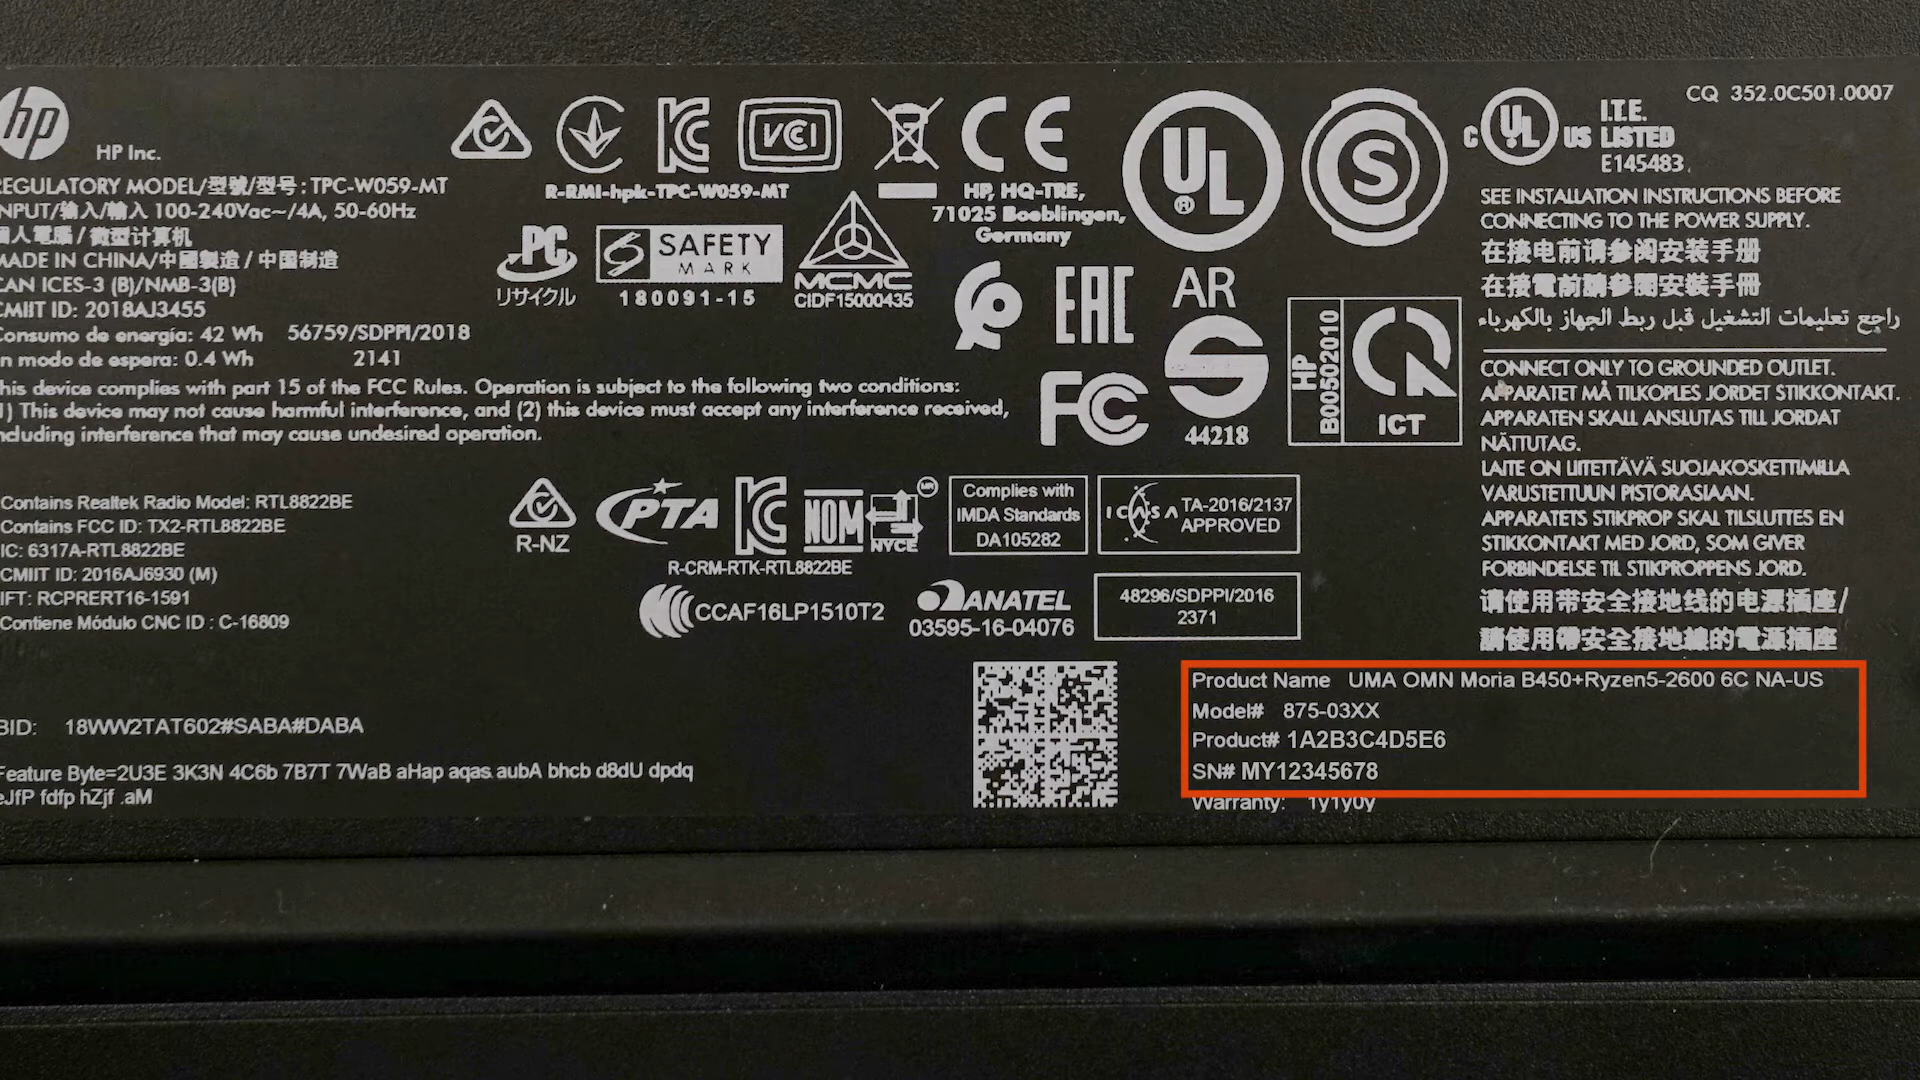 hp
HP Inc.
REGULATORY MODEL/型號/型号: TPC-W059-MT
INPUT/输入/輸入 100-240Vac~/4A, 50-60Hz
個人電腦 / 微型计算机
MADE IN CHINA/中國製造 / 中国制造
CAN ICES-3 (B)/NMB-3(B)
CMIIT ID: 2018AJ3455
Consumo de energía: 42 Wh 56759/SDPPI/2018
en modo de espera: 0.4 Wh 2141
This device complies with part 15 of the FCC Rules. Operation is subject to the following two conditions:
(1) This device may not cause harmful interference, and (2) this device must accept any interference received,
including interference that may cause undesired operation.
R-RMI-hpk-TPC-W059-MT
VCCI
CE
HP, HQ-TRE,
71025 Boeblingen,
Germany
PC
リサイクル
SAFETY
MARK
180091-15
MCMC
CIDF15000435
EAC
AR
FC
44218
UL
®
S
HP
B00502010
ICT
C UL US
I.T.E.
LISTED
E145483
CQ 352.0C501.0007
SEE INSTALLATION INSTRUCTIONS BEFORE
CONNECTING TO THE POWER SUPPLY.
在接电前请参阅安装手册
在接電前請參閱安裝手冊
راجع تعليمات التشغيل قبل ربط الجهاز بالكهرباء
CONNECT ONLY TO GROUNDED OUTLET.
APPARATET MÅ TILKOPLES JORDET STIKKONTAKT.
APPARATEN SKALL ANSLUTAS TILL JORDAT
NÄTTUTAG.
LAITE ON LIITETTÄVÄ SUOJAKOSKETTIMILLA
VARUSTETTUUN PISTORASIAAN.
APPARATETS STIKPROP SKAL TILSLUTTES EN
STIKKONTAKT MED JORD, SOM GIVER
FORBINDELSE TIL STIKPROPPENS JORD.
请使用带安全接地线的电源插座/
請使用帶安全接地線的電源插座
Contains Realtek Radio Model: RTL8822BE
Contains FCC ID: TX2-RTL8822BE
IC: 6317A-RTL8822BE
CMIIT ID: 2016AJ6930 (M)
IFT: RCPRERT16-1591
Contiene Módulo CNC ID : C-16809
R-NZ
PTA
R-CRM-RTK-RTL8822BE
NOM
NYCE
MR
Complies with
IMDA Standards
DA105282
ICASA TA-2016/2137
APPROVED
CCAF16LP1510T2
ANATEL
03595-16-04076
48296/SDPPI/2016
2371
BID: 18WW2TAT602#SABA#DABA
Feature Byte=2U3E 3K3N 4C6b 7B7T 7WaB aHap aqas.aubA bhcb d8dU dpdq
eJfP fdfp hZjf .aM
Product Name UMA OMN Moria B450+Ryzen5-2600 6C NA-US
Model# 875-03XX
Product# 1A2B3C4D5E6
SN# MY12345678
Warranty: 1y1y0y